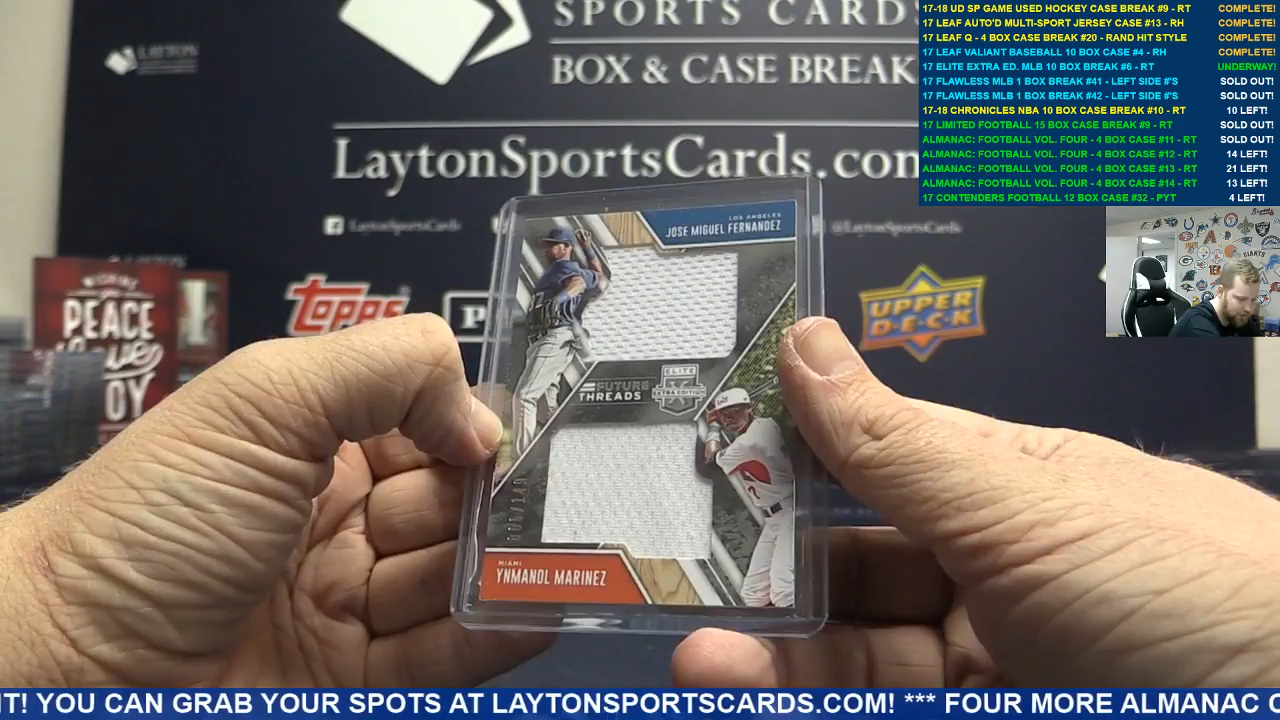 17-18 UD SP GAME USED HOCKEY CASE BREAK #9 - RT COMPLETE!
17 LEAF AUTO'D MULTI-SPORT JERSEY CASE #13 - RH COMPLETE!
17 LEAF Q - 4 BOX CASE BREAK #20 - RAND HIT STYLE COMPLETE!
17 LEAF VALIANT BASEBALL 10 BOX CASE #4 - RH COMPLETE!
17 ELITE EXTRA ED. MLB 10 BOX BREAK #6 - RT UNDERWAY!
17 FLAWLESS MLB 1 BOX BREAK #41 - LEFT SIDE #'S SOLD OUT!
17 FLAWLESS MLB 1 BOX BREAK #42 - LEFT SIDE #'S SOLD OUT!
17-18 CHRONICLES NBA 10 BOX CASE BREAK #10 - RT 10 LEFT!
17 LIMITED FOOTBALL 15 BOX CASE BREAK #9 - RT SOLD OUT!
ALMANAC: FOOTBALL VOL. FOUR - 4 BOX CASE #11 - RT SOLD OUT!
ALMANAC: FOOTBALL VOL. FOUR - 4 BOX CASE #12 - RT 14 LEFT!
ALMANAC: FOOTBALL VOL. FOUR - 4 BOX CASE #13 - RT 21 LEFT!
ALMANAC: FOOTBALL VOL. FOUR - 4 BOX CASE #14 - RT 13 LEFT!
17 CONTENDERS FOOTBALL 12 BOX CASE #32 - PYT 4 LEFT!
SPORTS CARDS
BOX & CASE BREAK
LaytonSportsCards.com
LAYTON
@LaytonSportsCards
topps
P
UPPER DECK
PEACE
OY
LOS ANGELES
JOSE MIGUEL FERNANDEZ
FUTURE THREADS
ELITE
EXTRA EDITION
MIAMI
YNMANOL MARINEZ
GIANTS
IT! YOU CAN GRAB YOUR SPOTS AT LAYTONSPORTSCARDS.COM! *** FOUR MORE ALMANAC C